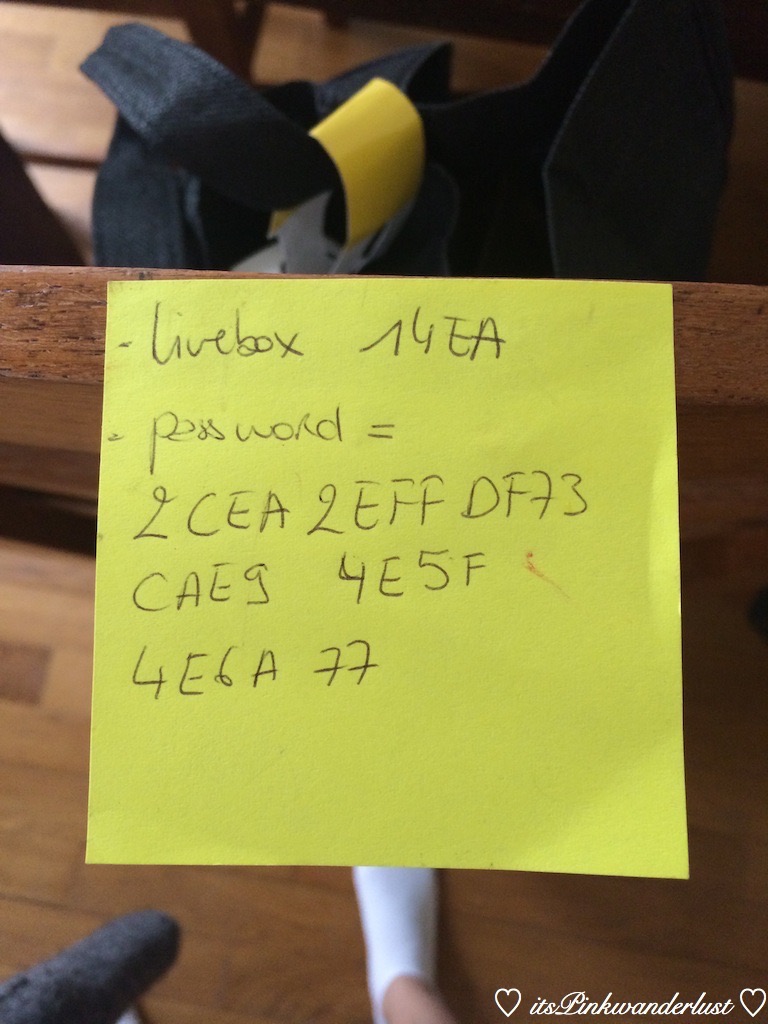 - Livebox 14EA
- password =
2CEA 2EFF DF73
CAE9 4E5F
4E6A 77
♡ itsPinkwanderlust ♡